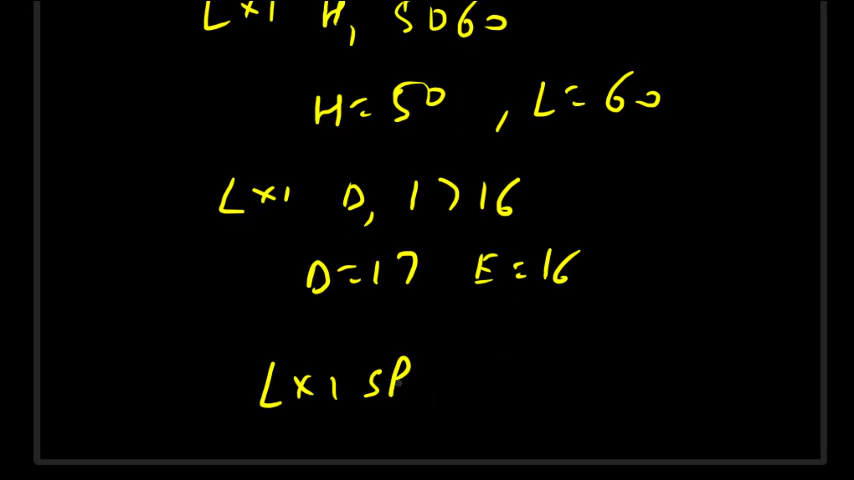 LXI H, 5060
H=50, L=60
LXI D, 1716
D=17 E=16
LXI SP